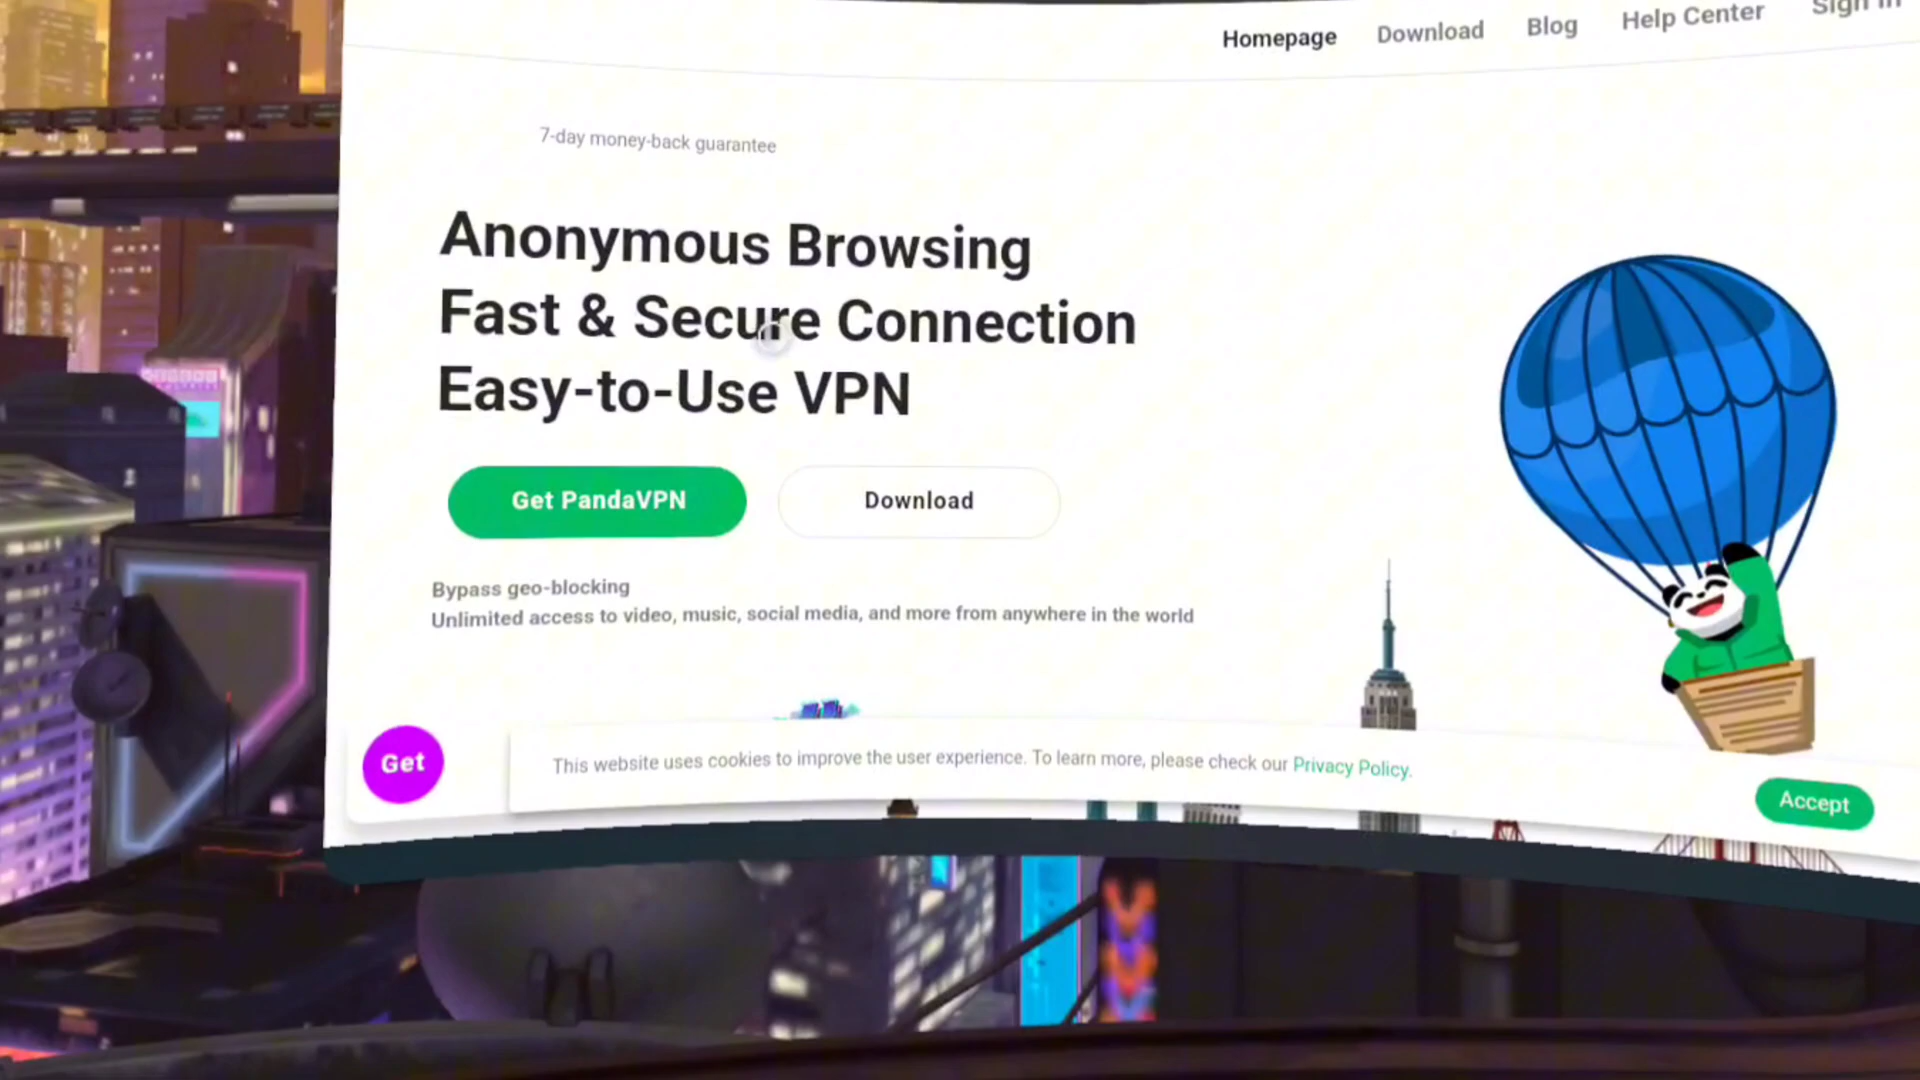 Homepage Download Blog Help Center Sign In
7-day money-back guarantee
Anonymous Browsing
Fast & Secure Connection
Easy-to-Use VPN
Get PandaVPN
Download
Bypass geo-blocking
Unlimited access to video, music, social media, and more from anywhere in the world
Get
This website uses cookies to improve the user experience. To learn more, please check our Privacy Policy.
Accept